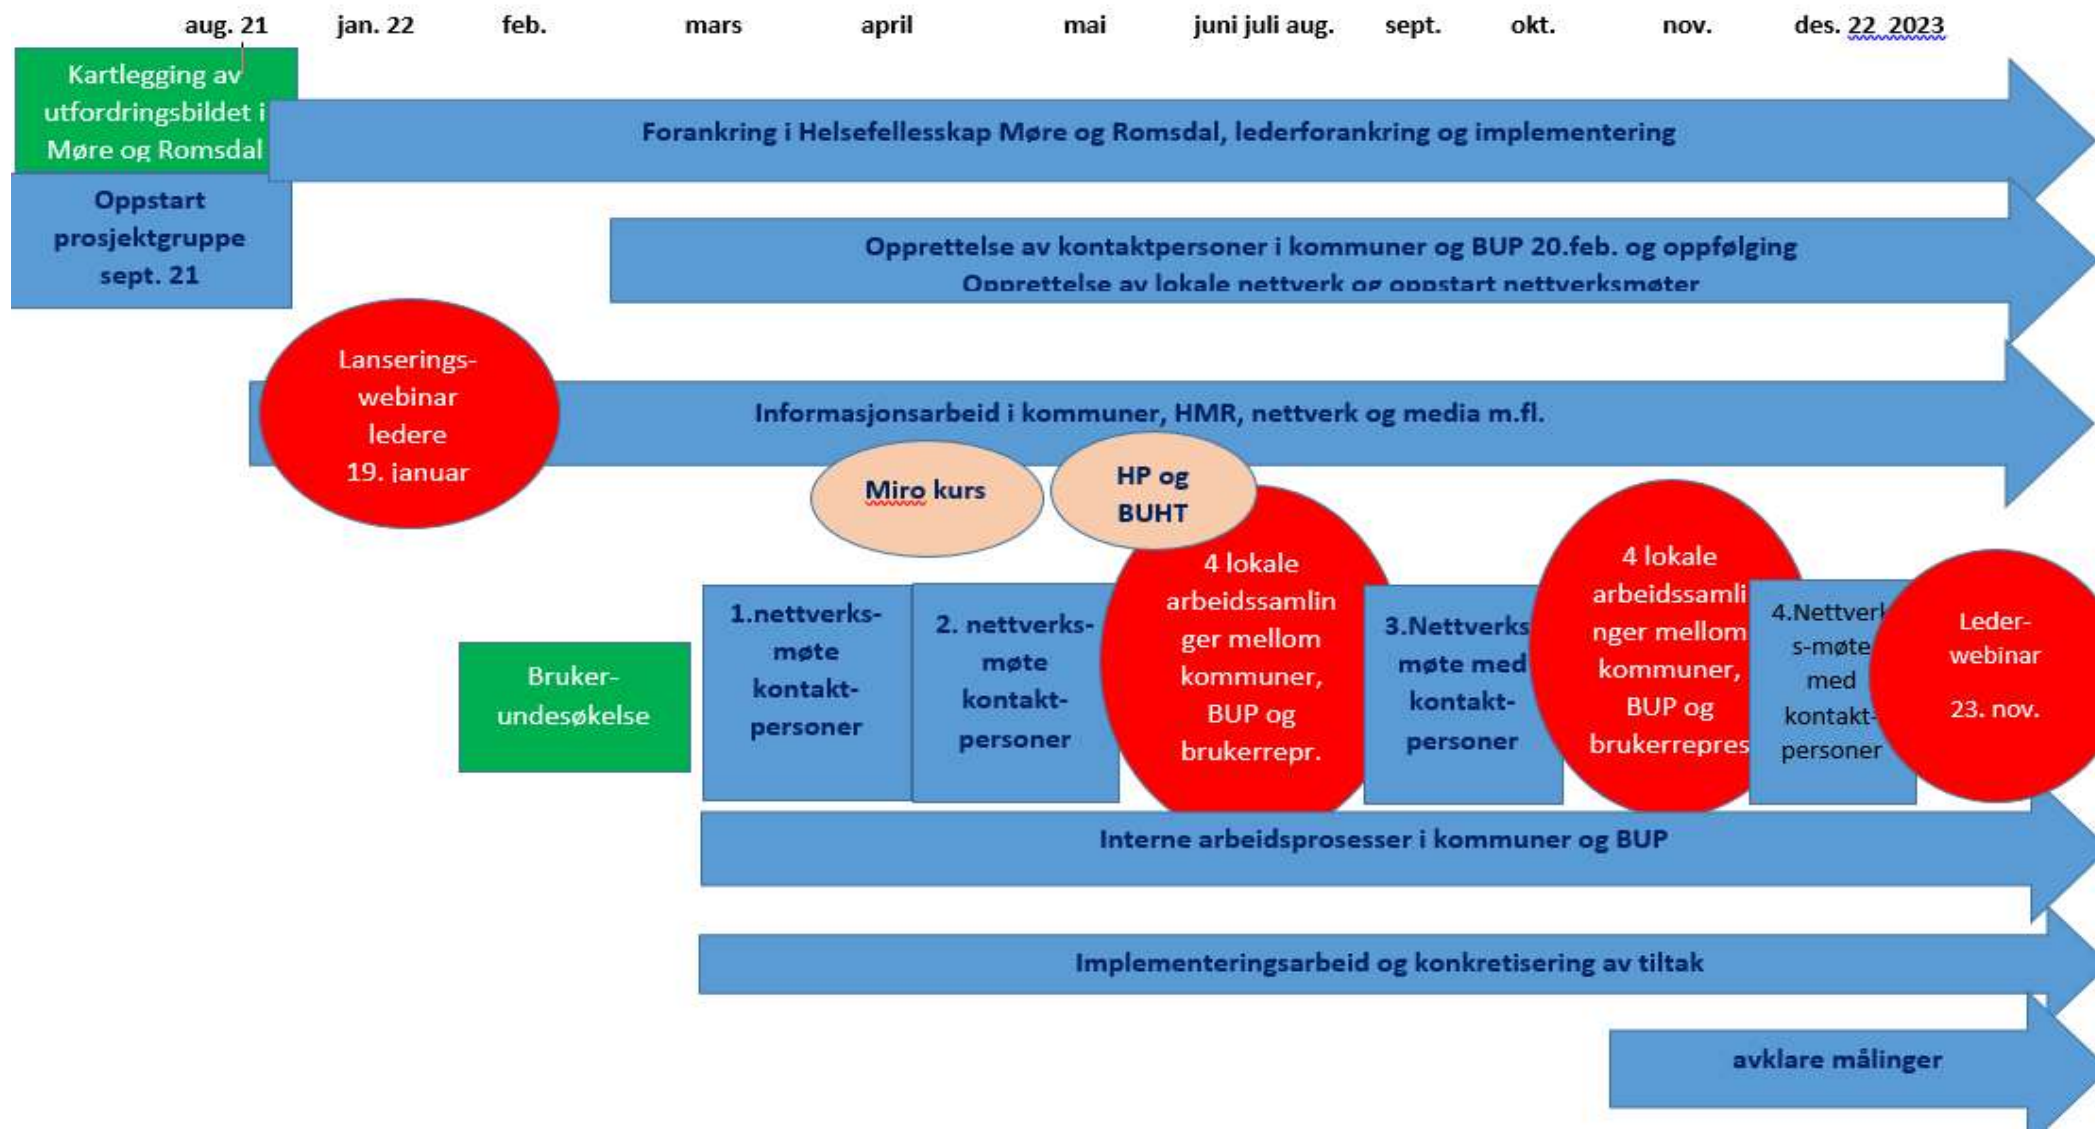 aug. 21 jan. 22 feb. mars april mai juni juli aug. sept. okt. nov. des. 22 2023
Kartlegging av
utfordringsbildet i
Møre og Romsdal
Forankring i Helsefellesskap Møre og Romsdal, lederforankring og implementering
Oppstart
prosjektgruppe
sept. 21
Opprettelse av kontaktpersoner i kommuner og BUP 20.feb. og oppfølging
Opprettelse av lokale nettverk og oppstart nettverksmøter
Lanserings-
webinar
ledere
19. januar
Informasjonsarbeid i kommuner, HMR, nettverk og media m.fl.
Miro kurs
HP og
BUHT
Bruker-
undesøkelse
1.nettverks-
møte
kontakt-
personer
2. nettverks-
møte
kontakt-
personer
4 lokale
arbeidssamlin
ger mellom
kommuner,
BUP og
brukerrepr.
3.Nettverks
møte med
kontakt-
personer
4 lokale
arbeidssamli
nger mellom
kommuner,
BUP og
brukerrepres
4.Nettverk
s-møte
med
kontakt-
personer
Leder-
webinar
23. nov.
Interne arbeidsprosesser i kommuner og BUP
Implementeringsarbeid og konkretisering av tiltak
avklare målinger